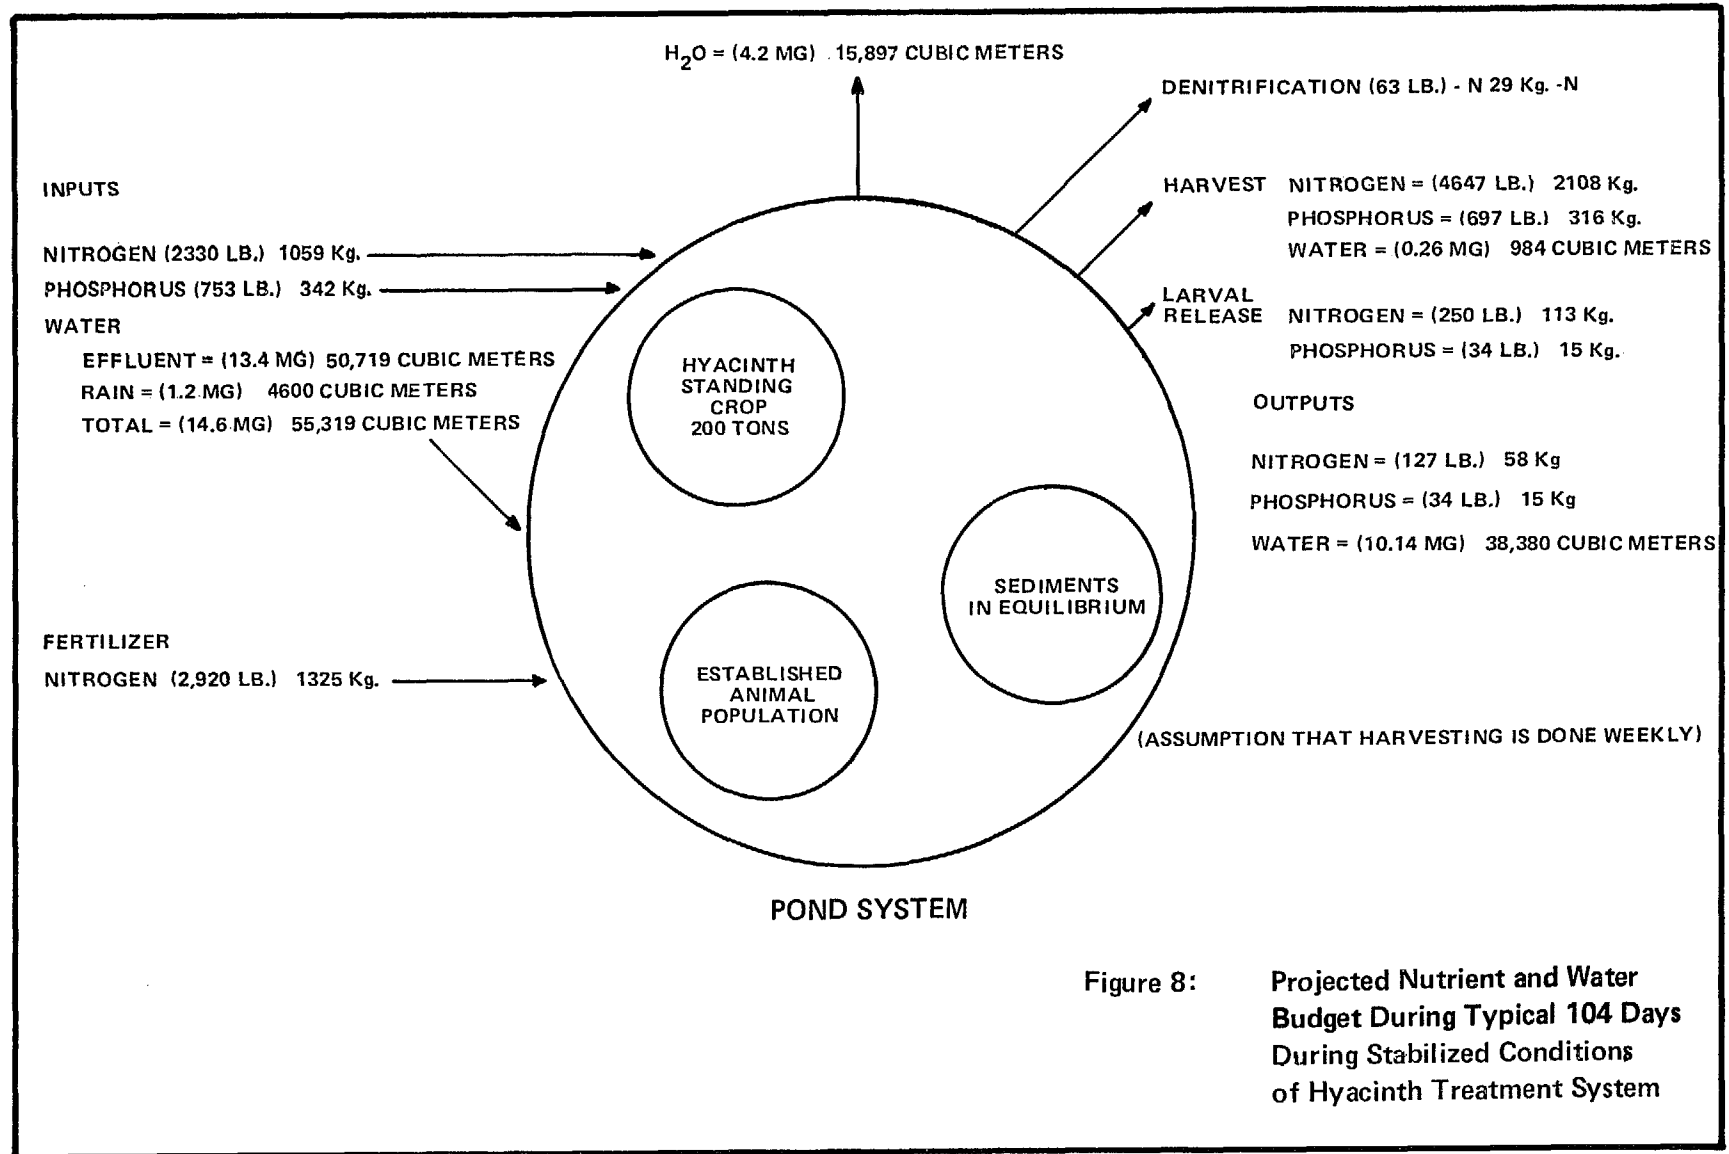 H2O = (4.2 MG) 15,897 CUBIC METERS
DENITRIFICATION (63 LB.) - N 29 Kg. -N
INPUTS
NITROGEN (2330 LB.) 1059 Kg.
PHOSPHORUS (753 LB.) 342 Kg.
WATER
EFFLUENT = (13.4 MG) 50,719 CUBIC METERS
RAIN = (1.2 MG) 4600 CUBIC METERS
TOTAL = (14.6 MG) 55,319 CUBIC METERS
FERTILIZER
NITROGEN (2,920 LB.) 1325 Kg.
HYACINTH
STANDING
CROP
200 TONS
ESTABLISHED
ANIMAL
POPULATION
SEDIMENTS
IN EQUILIBRIUM
HARVEST NITROGEN = (4647 LB.) 2108 Kg.
PHOSPHORUS = (697 LB.) 316 Kg.
WATER = (0.26 MG) 984 CUBIC METERS
LARVAL
RELEASE NITROGEN = (250 LB.) 113 Kg.
PHOSPHORUS = (34 LB.) 15 Kg.
OUTPUTS
NITROGEN = (127 LB.) 58 Kg
PHOSPHORUS = (34 LB.) 15 Kg
WATER = (10.14 MG) 38,380 CUBIC METERS
(ASSUMPTION THAT HARVESTING IS DONE WEEKLY)
POND SYSTEM
Figure 8: Projected Nutrient and Water
Budget During Typical 104 Days
During Stabilized Conditions
of Hyacinth Treatment System